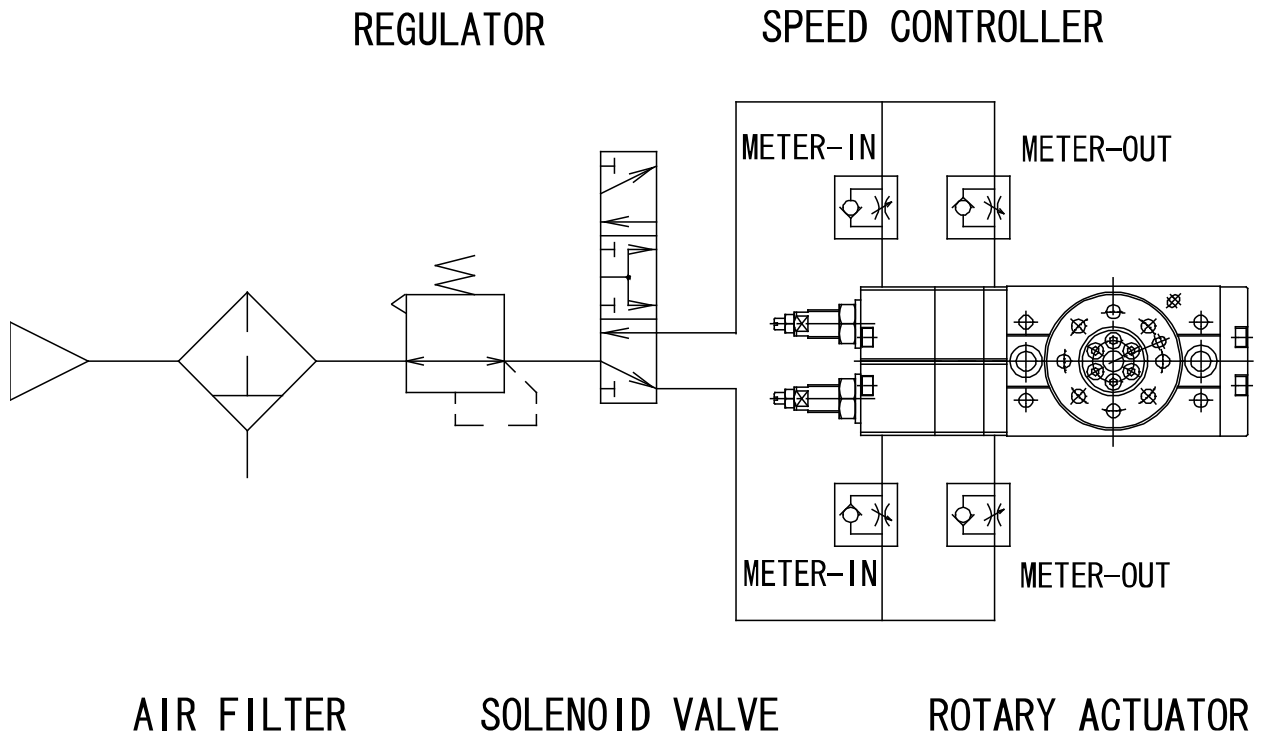 REGULATOR
SPEED CONTROLLER
METER-IN
METER-OUT
METER-IN
METER-OUT
AIR FILTER
SOLENOID VALVE
ROTARY ACTUATOR